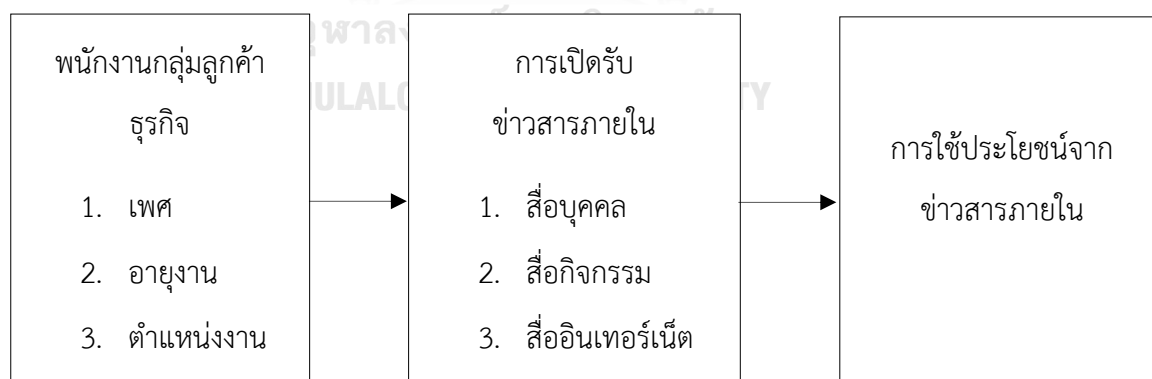 พนักงานกลุ่มลูกค้า
ธุรกิจ
1. เพศ
2. อายุงาน
3. ตำแหน่งงาน
การเปิดรับ
ข่าวสารภายใน
1. สื่อบุคคล
2. สื่อกิจกรรม
3. สื่ออินเทอร์เน็ต
การใช้ประโยชน์จาก
ข่าวสารภายใน